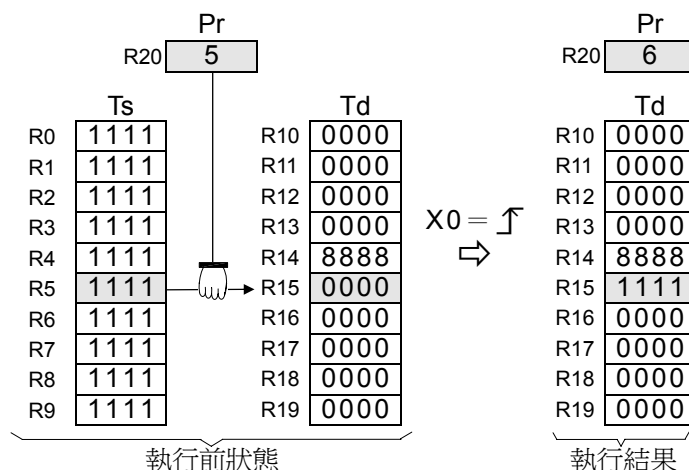 Pr Pr
R20 5 R20 6
Ts Td Td
R0 1111 R10 0000 R10 0000
R1 1111 R11 0000 R11 0000
R2 1111 R12 0000 R12 0000
R3 1111 R13 0000 X0 = R13 0000
R4 1111 R14 8888 R14 8888
R5 1111 R15 0000 R15 1111
R6 1111 R16 0000 R16 0000
R7 1111 R17 0000 R17 0000
R8 1111 R18 0000 R18 0000
R9 1111 R19 0000 R19 0000
執行前狀態 執行結果